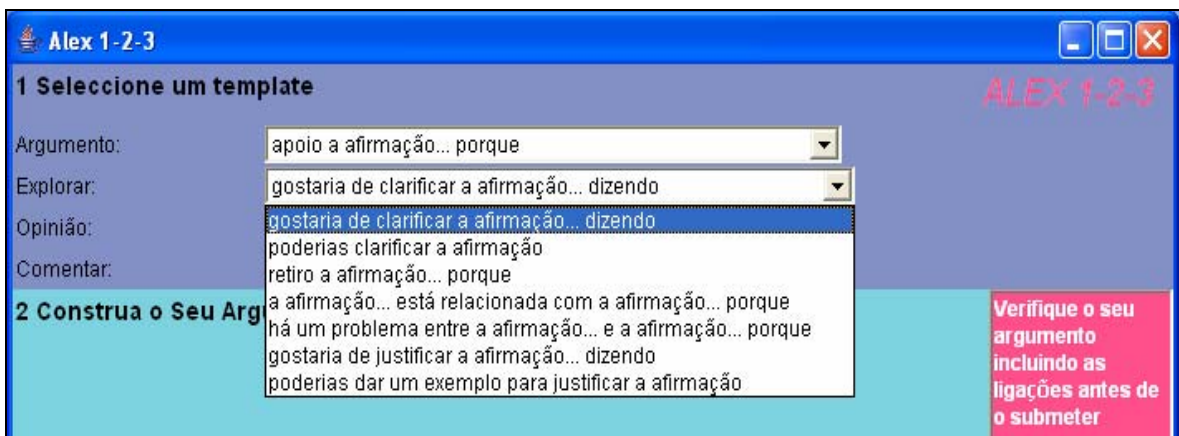 Alex 1-2-3
1 Seleccione um template
ALEX 1-2-3
Argumento:
apoio a afirmação... porque
Explorar:
gostaria de clarificar a afirmação... dizendo
Opinião:
Comentar:
gostaria de clarificar a afirmação... dizendo
poderias clarificar a afirmação
retiro a afirmação... porque
a afirmação... está relacionada com a afirmação... porque
há um problema entre a afirmação... e a afirmação... porque
gostaria de justificar a afirmação... dizendo
poderias dar um exemplo para justificar a afirmação
2 Construa o Seu Arg
Verifique o seu
argumento
incluindo as
ligações antes de
o submeter